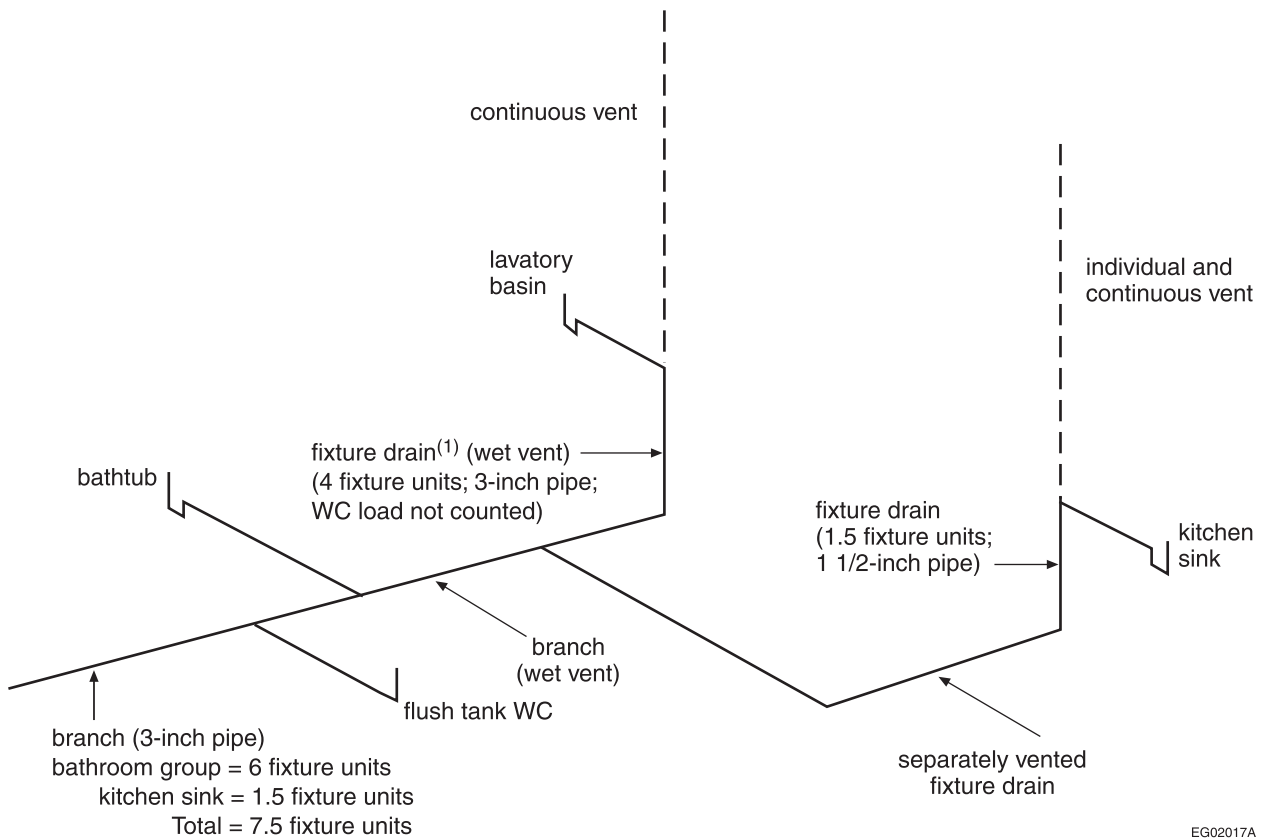 continuous vent
lavatory
basin
individual and
continuous vent
fixture drain(1) (wet vent)
(4 fixture units; 3-inch pipe;
WC load not counted)
bathtub
fixture drain
(1.5 fixture units;
1 1/2-inch pipe)
kitchen
sink
branch
(wet vent)
flush tank WC
branch (3-inch pipe)
bathroom group = 6 fixture units
kitchen sink = 1.5 fixture units
Total = 7.5 fixture units
separately vented
fixture drain
EG02017A